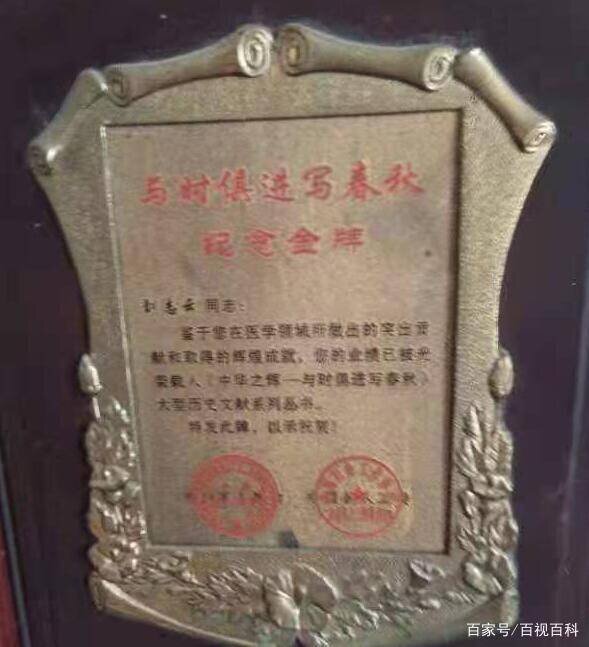 与时俱进写春秋
纪念金牌
志云 同志:
鉴于您在医学领域所做出的突出贡
献和取得的辉煌成就,您的业绩已被光
荣载入《中华之辉—与时俱进写春秋》
大型历史文献系列丛书。
特发此牌,以示祝贺!
百家号/百视百科